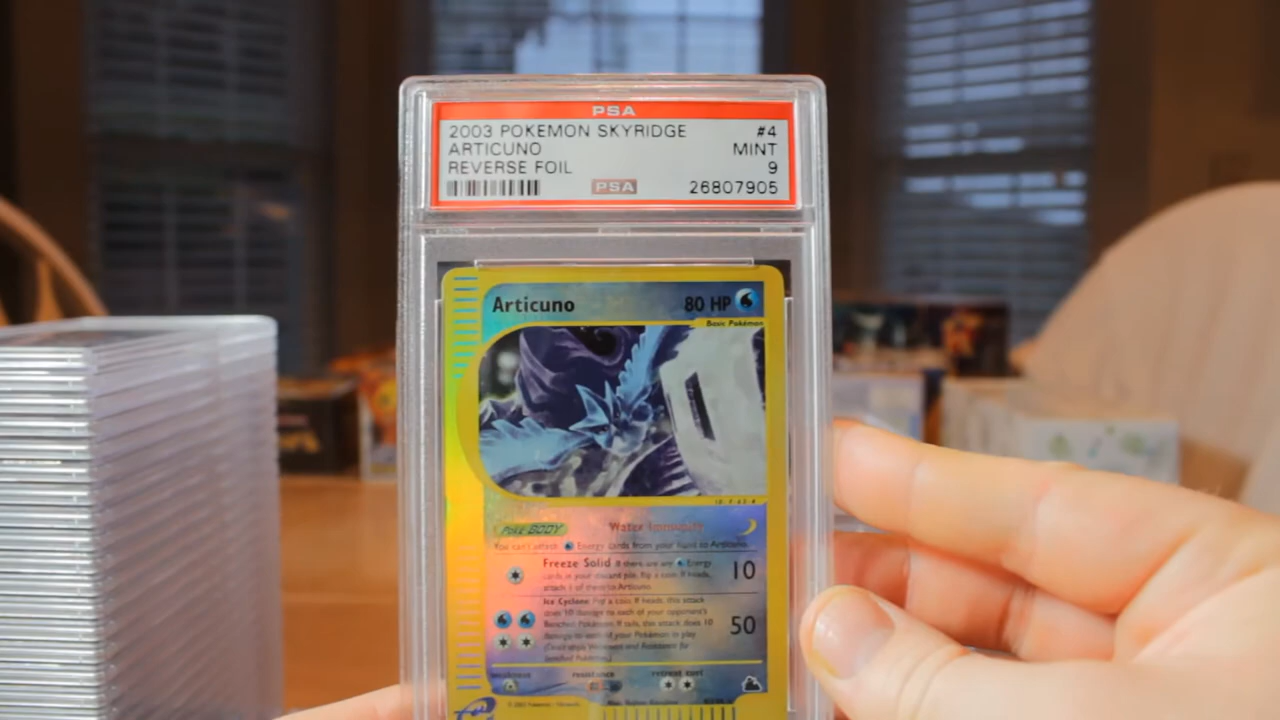 PSA
2003 POKEMON SKYRIDGE #4
ARTICUNO MINT
REVERSE FOIL 9
PSA 26807905
Articuno 80 HP
Basic Pokémon
Poké BODY Water
You can't attach Energy cards from your hand to Articuno.
Freeze Solid If there are any Energy
cards in your discard pile, flip a coin. If heads,
attach 1 of them to Articuno.
10
Ice Cyclone Flip a coin. If heads, this attack
does 10 damage to each of your opponent's
Benched Pokémon. If tails, this attack does 10
damage to each of your Pokémon in play.
(Don't apply Weakness and Resistance for
Benched Pokémon.)
50
weakness resistance retreat cost